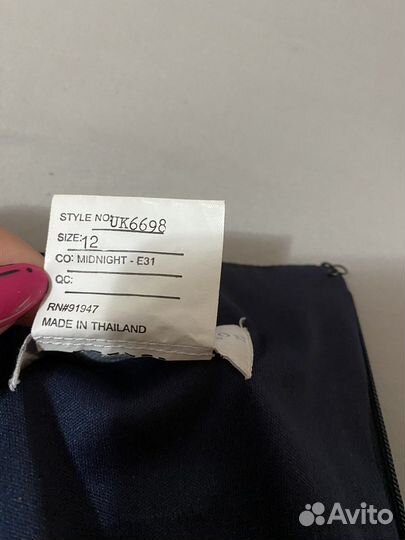 STYLE NO: UK6698
SIZE: 12
CO: MIDNIGHT - E31
QC:
RN#91947
MADE IN THAILAND
Avito